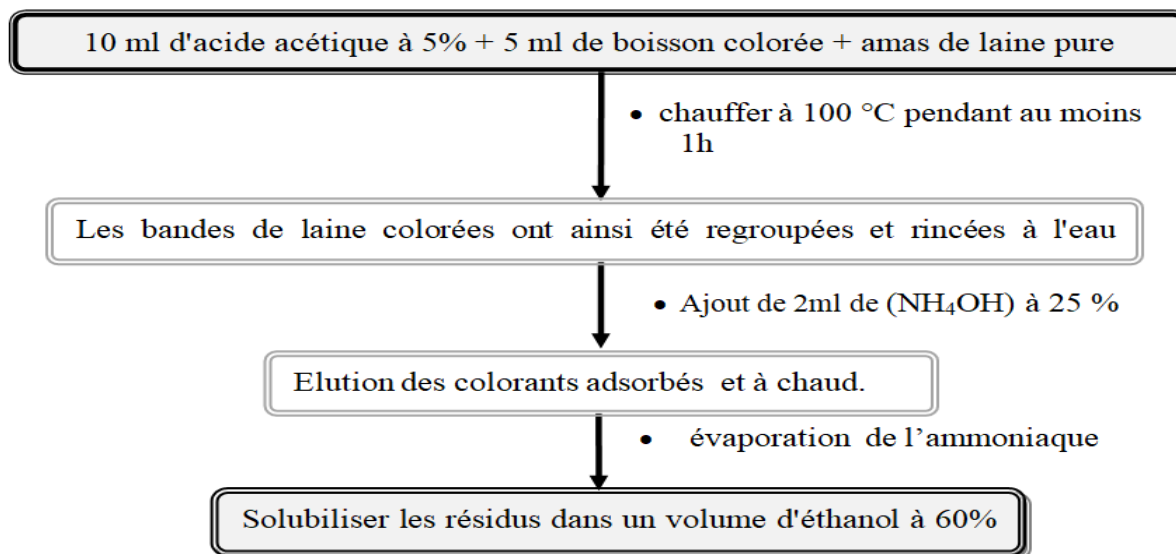 10 ml d'acide acétique à 5% + 5 ml de boisson colorée + amas de laine pure
• chauffer à 100 °C pendant au moins
1h
Les bandes de laine colorées ont ainsi été regroupées et rincées à l'eau
• Ajout de 2ml de (NH₄OH) à 25 %
Elution des colorants adsorbés et à chaud.
• évaporation de l’ammoniaque
Solubiliser les résidus dans un volume d'éthanol à 60%